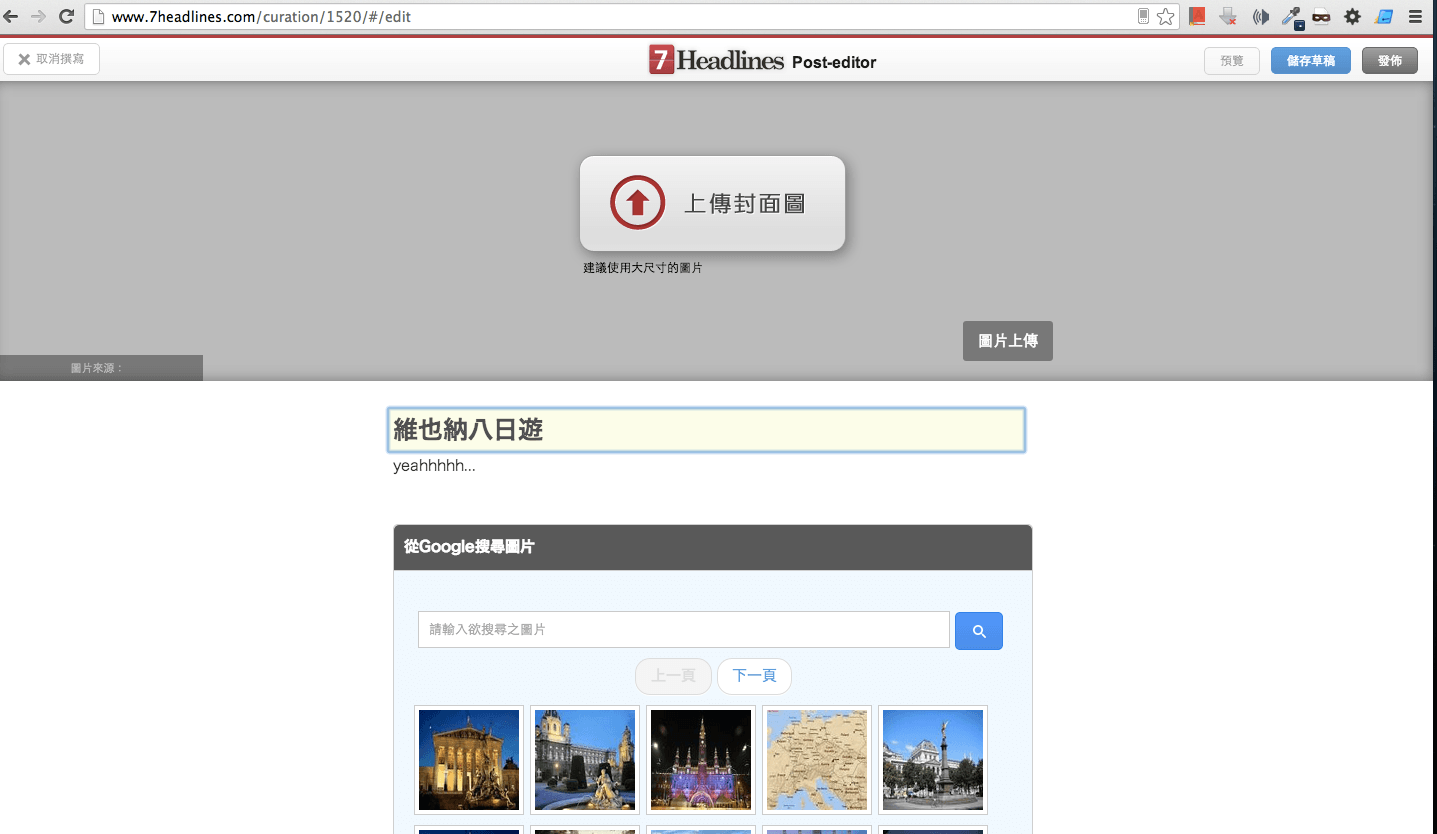 www.7headlines.com/curation/1520/#/edit
取消撰寫
7 Headlines Post-editor
預覽
儲存草稿
發佈
上傳封面圖
建議使用大尺寸的圖片
圖片上傳
圖片來源：
維也納八日遊
yeahhhhh...
從Google搜尋圖片
請輸入欲搜尋之圖片
上一頁
下一頁